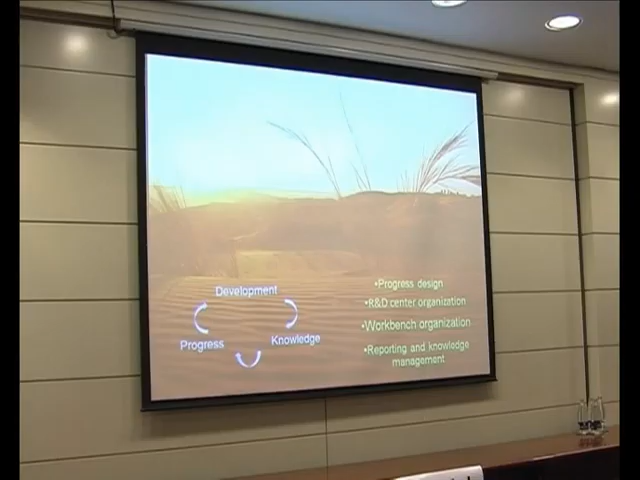 Development
Progress
Knowledge
•Progress design
•R&D center organization
•Workbench organization
•Reporting and knowledge
management